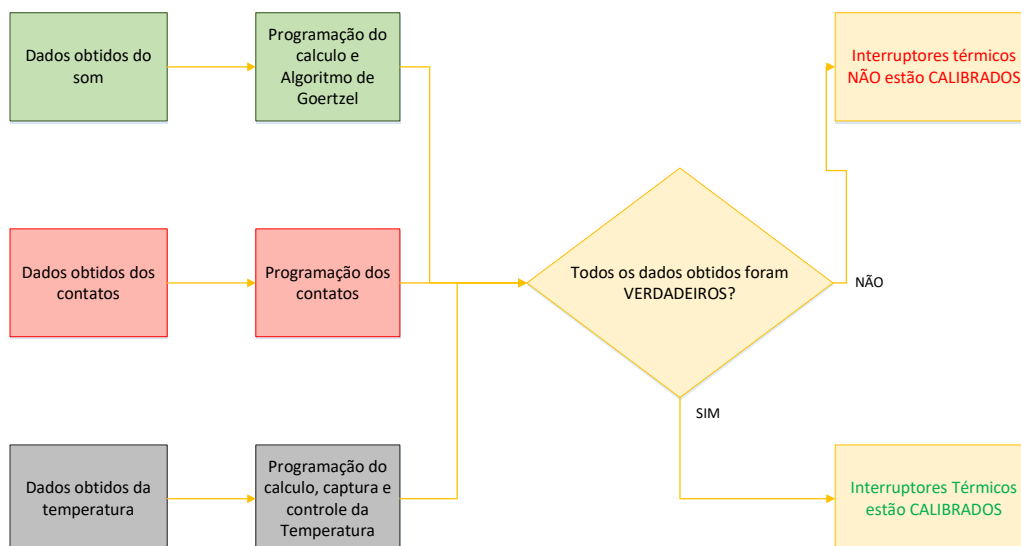 Dados obtidos do
som
Programação do
calculo e
Algoritmo de
Goertzel
Interruptores térmicos
NÃO estão CALIBRADOS
Dados obtidos dos
contatos
Programação dos
contatos
Todos os dados obtidos foram
VERDADEIROS?
NÃO
SIM
Dados obtidos da
temperatura
Programação do
calculo, captura e
controle da
Temperatura
Interruptores Térmicos
estão CALIBRADOS